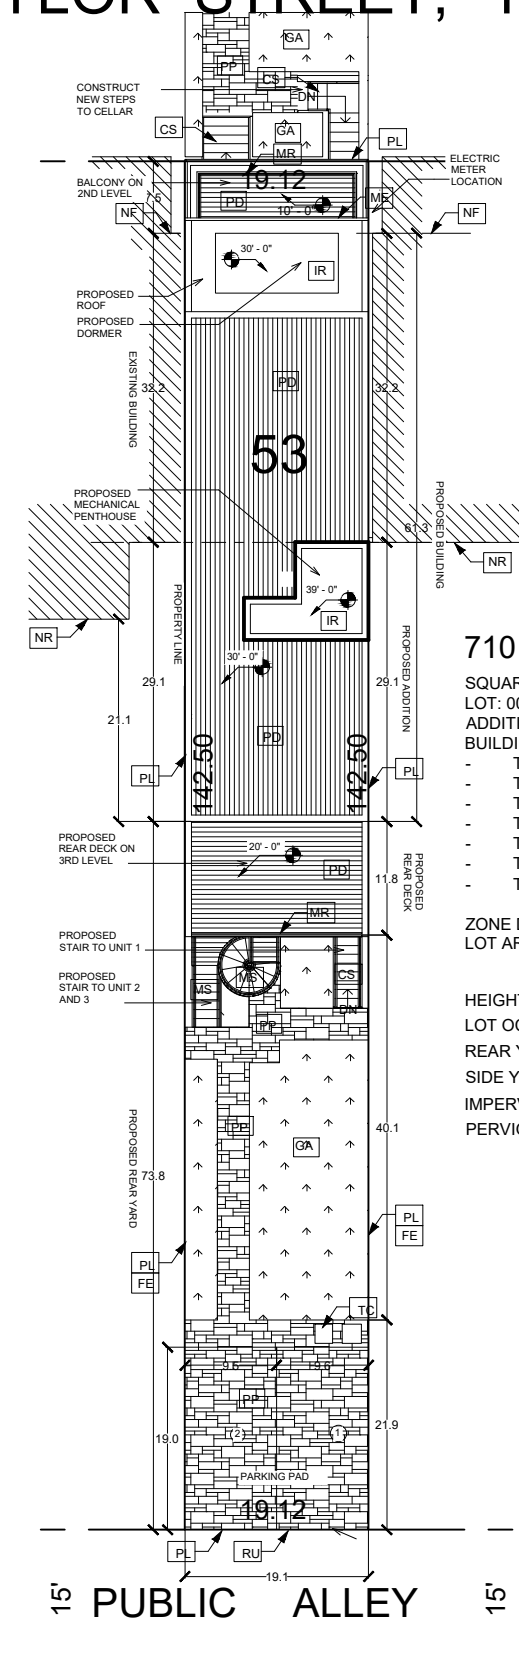 GA
PP
CS
CONSTRUCT
NEW STEPS
TO CELLAR
DN
CS
GA
PL
MR
ELECTRIC
METER
LOCATION
BALCONY ON
2ND LEVEL
7.5
19.12
PD
ME
10' - 0"
NF
NF
30' - 0"
IR
PROPOSED
ROOF
PROPOSED
DORMER
EXISTING BUILDING
32.2
PD
32.2
53
PROPOSED
MECHANICAL
PENTHOUSE
PROPOSED BUILDING
61.3
NR
39' - 0"
IR
NR
PROPERTY LINE
PROPOSED ADDITION
30' - 0"
710
29.1
29.1
SQUAR
LOT: 00
21.1
ADDITI
PD
BUILDI
142.50
142.50
- T
PL
PL
- T
- T
- T
- T
- T
- T
PROPOSED
REAR DECK ON
3RD LEVEL
20' - 0"
PD
11.8
PROPOSED
REAR DECK
MR
ZONE D
LOT AR
PROPOSED
STAIR TO UNIT 1
MS
MS
CS
PROPOSED
STAIR TO UNIT 2
AND 3
DN
PP
HEIGHT
LOT OC
REAR Y
SIDE Y
IMPERV
PERVIO
PROPOSED REAR YARD
73.8
PP
GA
40.1
PL
FE
PL
FE
TC
9.6
9.6
PP
19.0
2
1
21.9
PARKING PAD
19.12
PL
RU
19.1
15'
PUBLIC ALLEY
15'